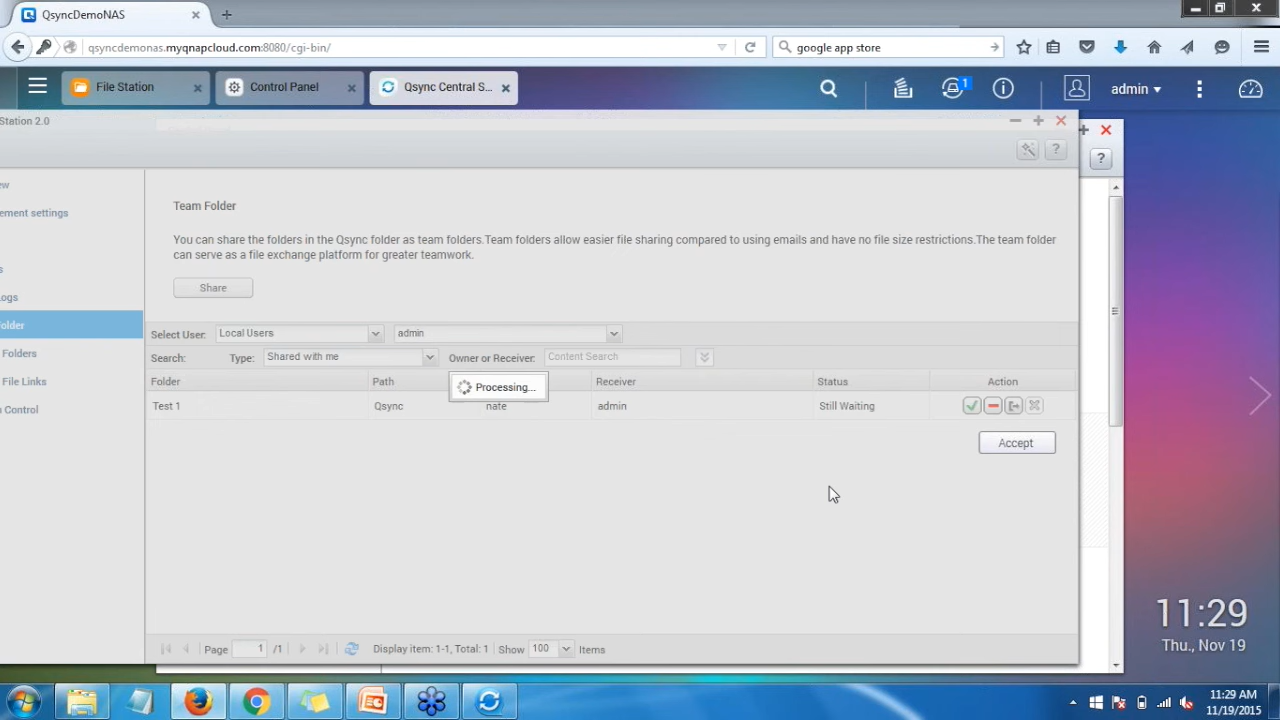 QsyncDemoNAS
qsyncdemonas.myqnapcloud.com:8080/cgi-bin/
google app store
File Station
Control Panel
Qsync Central S...
1
admin
Station 2.0
ew
ement settings
s
Logs
older
Folders
File Links
n Control
Team Folder
You can share the folders in the Qsync folder as team folders.Team folders allow easier file sharing compared to using emails and have no file size restrictions.The team folder
can serve as a file exchange platform for greater teamwork.
Share
Select User: Local Users admin
Search: Type: Shared with me Owner or Receiver: Content Search
Folder Path Receiver Status Action
Processing...
Test 1 Qsync nate admin Still Waiting
Accept
Page 1 /1 Display item: 1-1, Total: 1 Show 100 Items
11:29
Thu., Nov 19
11:29 AM
11/19/2015